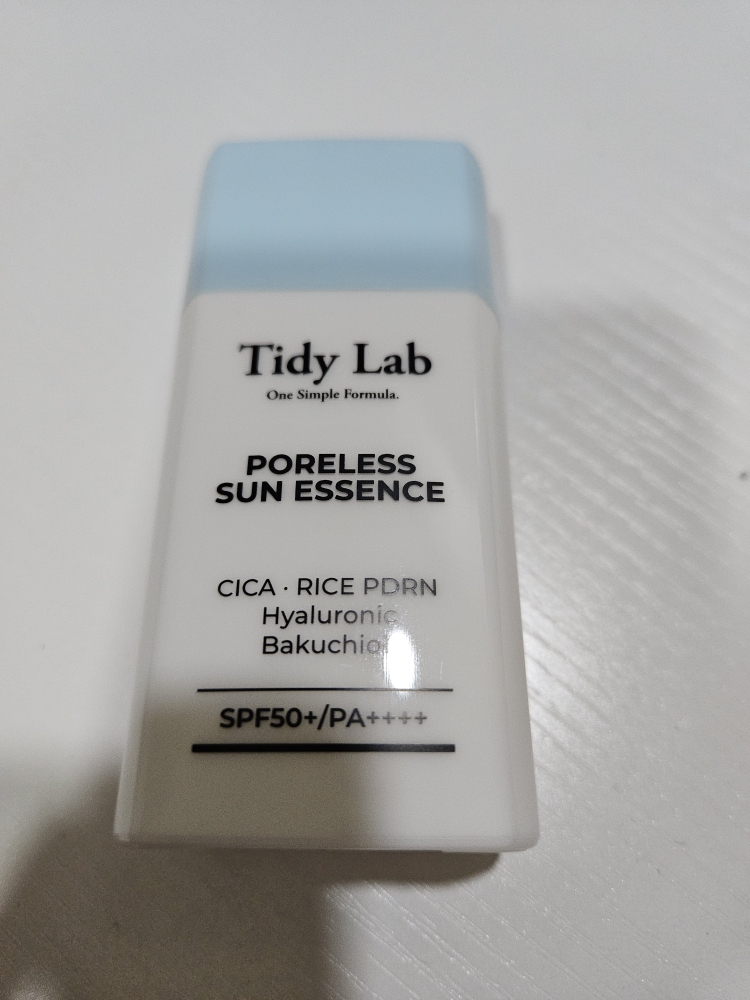 Tidy Lab
One Simple Formula.
PORELESS
SUN ESSENCE
CICA · RICE PDRN
Hyaluronic
Bakuchiol
SPF50+/PA++++